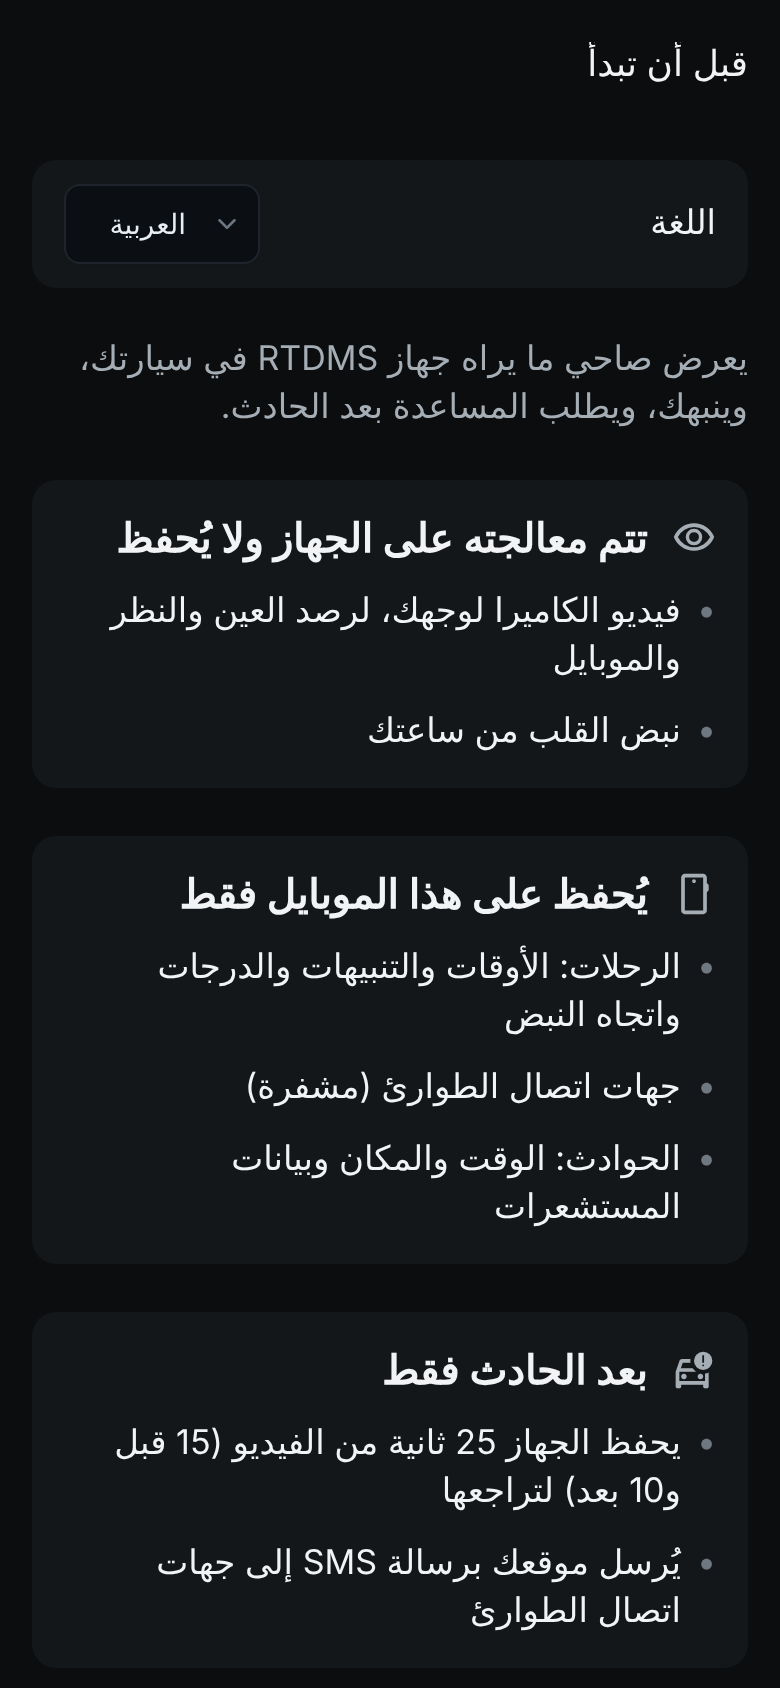 قبل أن تبدأ
اللغة
العربية
يعرض صاحي ما يراه جهاز RTDMS في سيارتك،
وينبهك، ويطلب المساعدة بعد الحادث.
تتم معالجته على الجهاز ولا يُحفظ
• فيديو الكاميرا لوجهك، لرصد العين والنظر
والموبايل
• نبض القلب من ساعتك
يُحفظ على هذا الموبايل فقط
• الرحلات: الأوقات والتنبيهات والدرجات
واتجاه النبض
• جهات اتصال الطوارئ (مشفرة)
• الحوادث: الوقت والمكان وبيانات
المستشعرات
بعد الحادث فقط
• يحفظ الجهاز 25 ثانية من الفيديو (15 قبل
و10 بعد) لتراجعها
• يُرسل موقعك برسالة SMS إلى جهات
اتصال الطوارئ